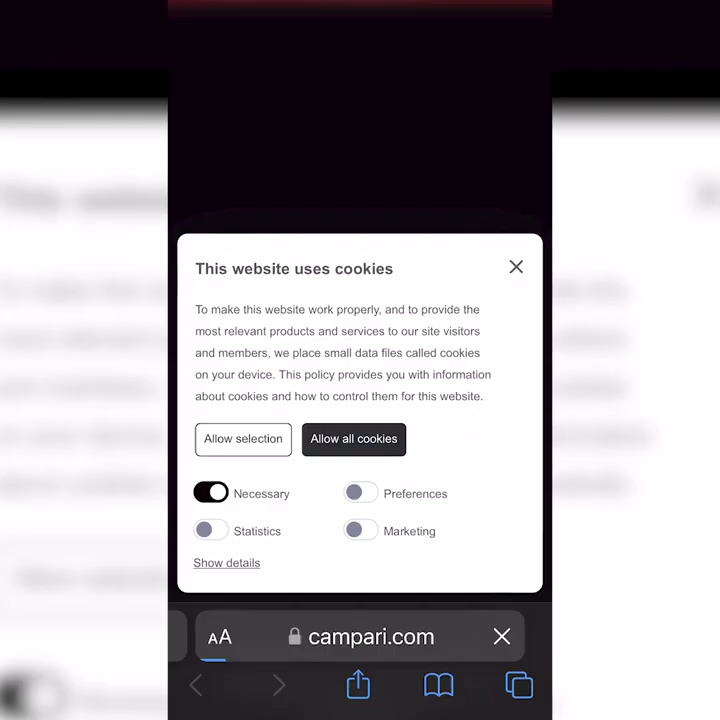 This website uses cookies
To make this website work properly, and to provide the
most relevant products and services to our site visitors
and members, we place small data files called cookies
on your device. This policy provides you with information
about cookies and how to control them for this website.
Allow selection
Allow all cookies
Necessary
Preferences
Statistics
Marketing
Show details
AA
campari.com